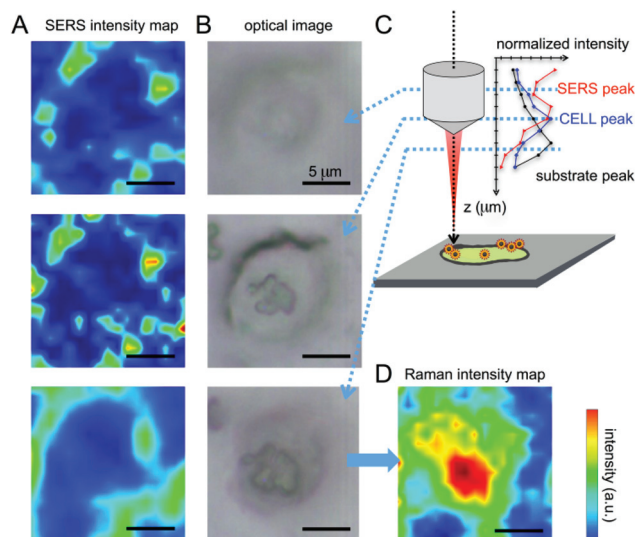 A
SERS intensity map
B
optical image
C
normalized intensity
SERS peak
CELL peak
substrate peak
z (μm)
5 μm
D
Raman intensity map
intensity (a.u.)